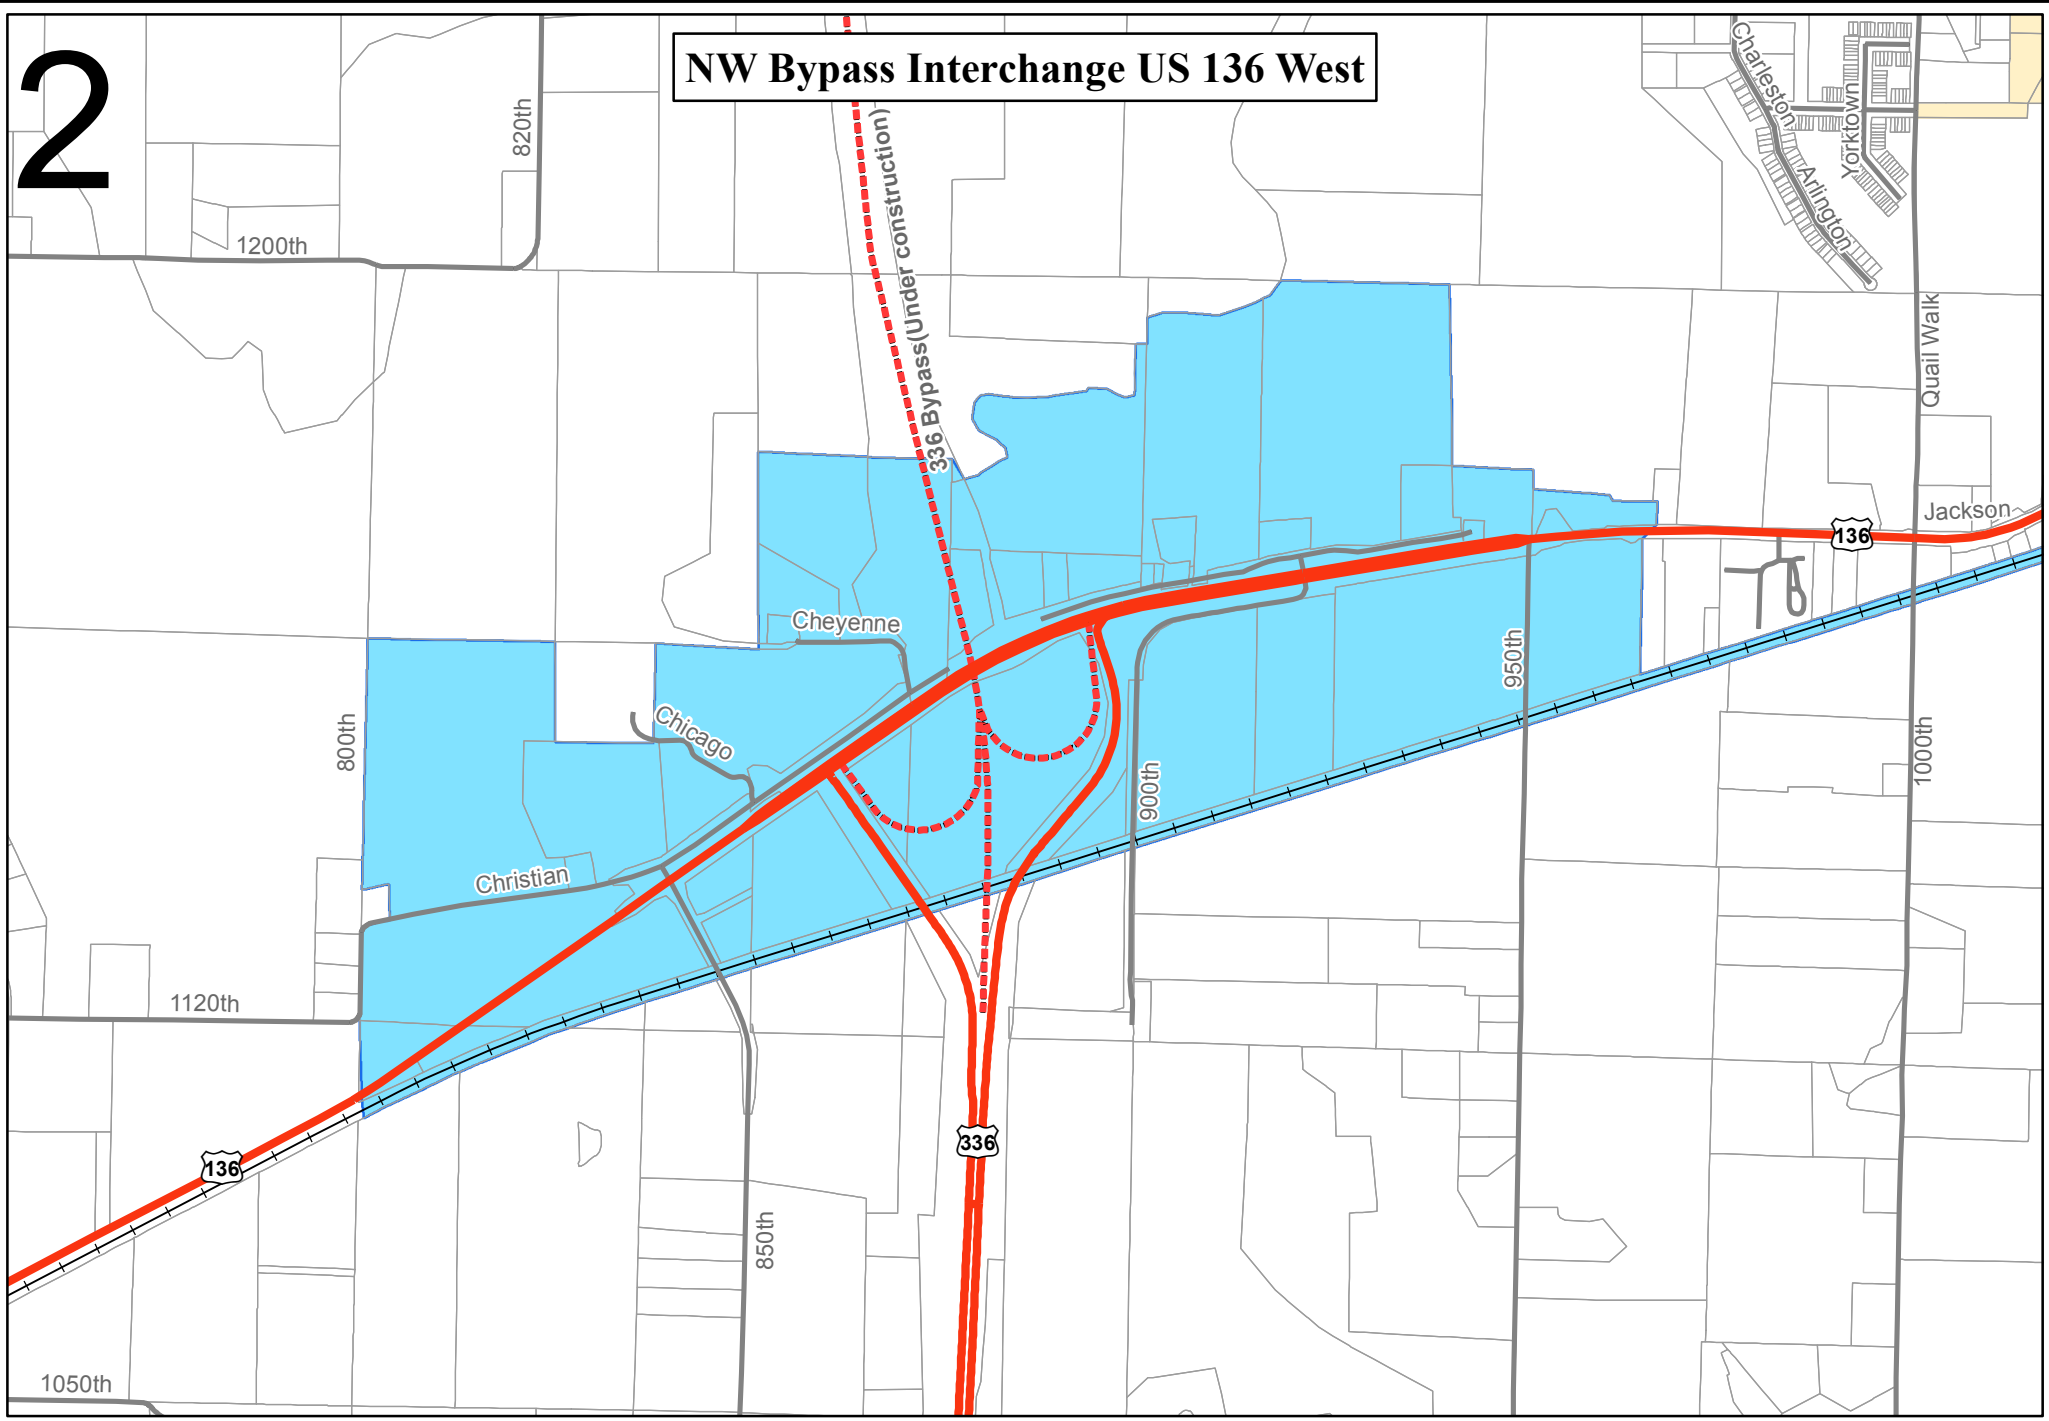 2
NW Bypass Interchange US 136 West
Charleston
Yorktown
Arlington
820th
336 Bypass(Under construction)
1200th
Quail Walk
Jackson
136
Cheyenne
950th
Chicago
800th
900th
1000th
Christian
1120th
336
136
850th
1050th